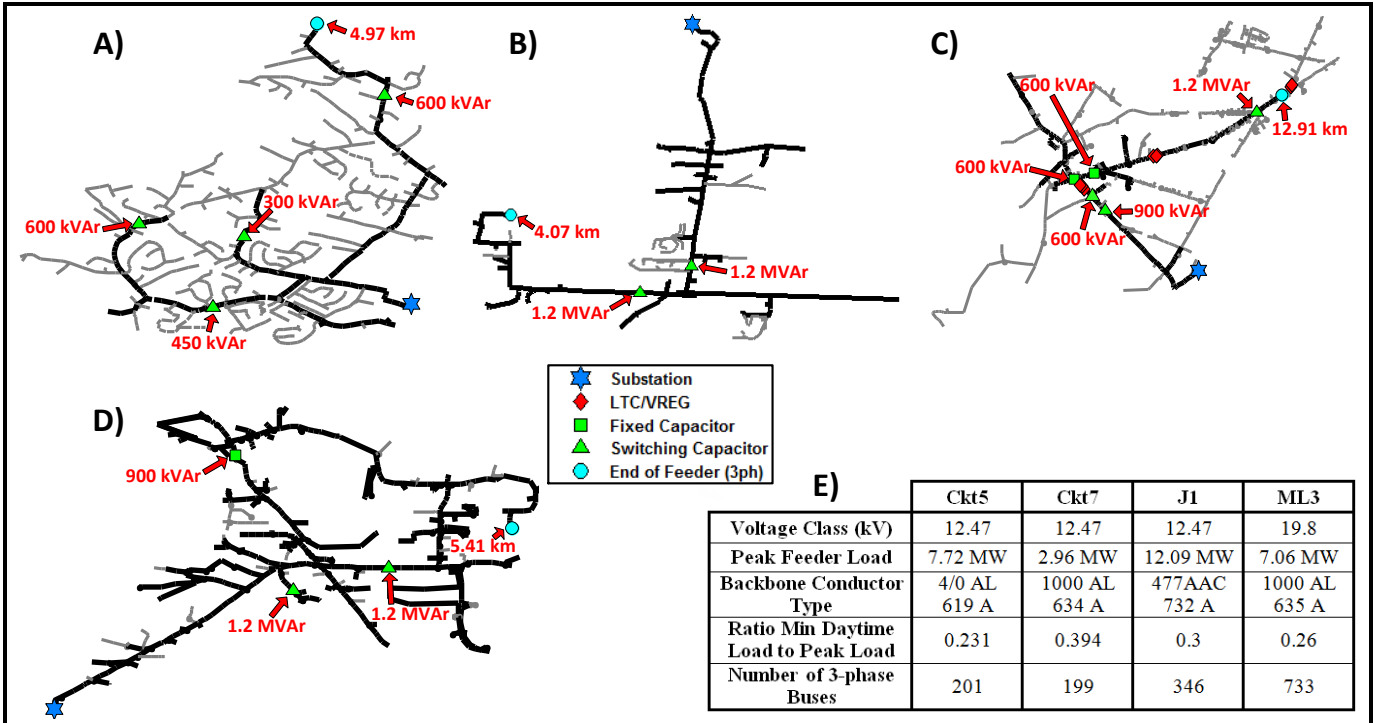 A)
4.97 km
600 kVAr
300 kVAr
600 kVAr
450 kVAr
B)
4.07 km
1.2 MVAr
1.2 MVAr
C)
600 kVAr
1.2 MVAr
12.91 km
600 kVAr
900 kVAr
600 kVAr
Substation
LTC/VREG
Fixed Capacitor
Switching Capacitor
End of Feeder (3ph)
D)
900 kVAr
5.41 km
1.2 MVAr
1.2 MVAr
E)
Ckt5 Ckt7 J1 ML3
Voltage Class (kV) 12.47 12.47 12.47 19.8
Peak Feeder Load 7.72 MW 2.96 MW 12.09 MW 7.06 MW
Backbone Conductor 4/0 AL 1000 AL 477AAC 1000 AL
Type 619 A 634 A 732 A 635 A
Ratio Min Daytime
Load to Peak Load 0.231 0.394 0.3 0.26
Number of 3-phase
Buses 201 199 346 733